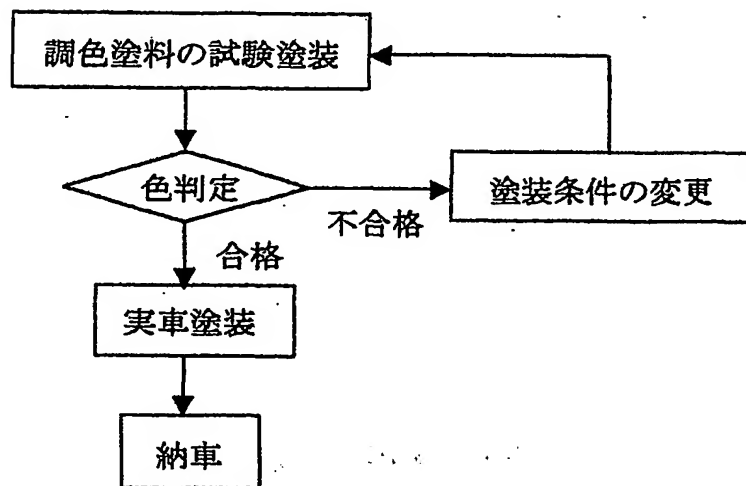 調色塗料の試験塗装
色判定
不合格
塗装条件の変更
合格
実車塗装
納車